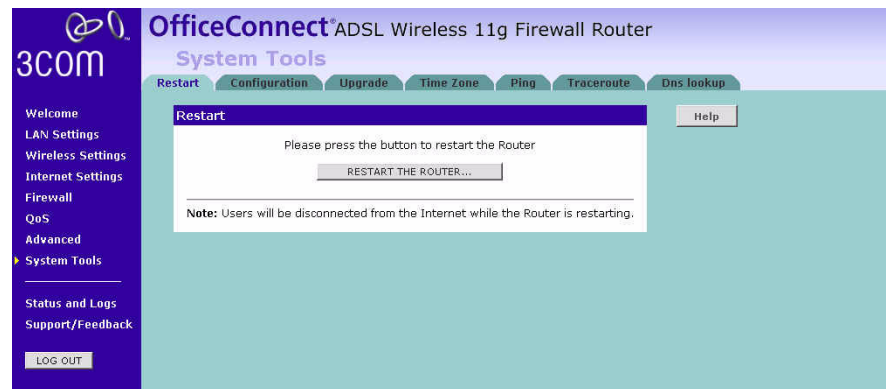 3COM
OfficeConnect® ADSL Wireless 11g Firewall Router
System Tools
Restart Configuration Upgrade Time Zone Ping Traceroute Dns lookup
Welcome
LAN Settings
Wireless Settings
Internet Settings
Firewall
QoS
Advanced
System Tools
Status and Logs
Support/Feedback
LOG OUT
Restart
Please press the button to restart the Router
RESTART THE ROUTER...
Note: Users will be disconnected from the Internet while the Router is restarting.
Help